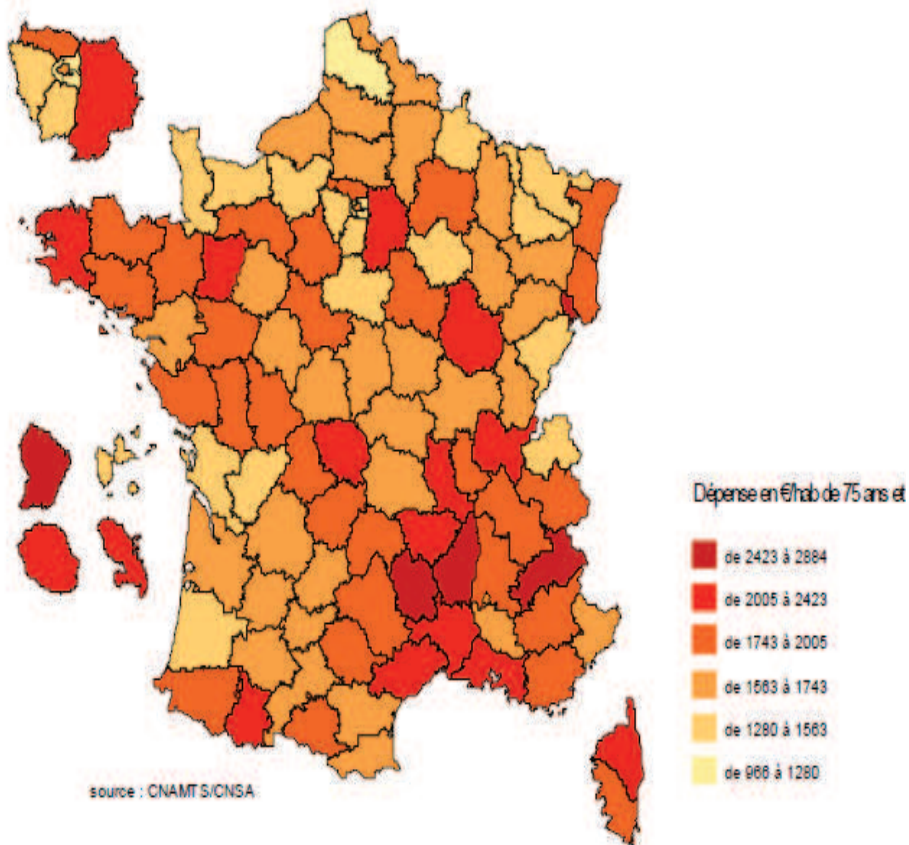 Dépense en €/hab de 75 ans et
de 2423 à 2884
de 2005 à 2423
de 1743 à 2005
de 1563 à 1743
de 1280 à 1563
de 966 à 1280
source : CNAMTS/CNSA